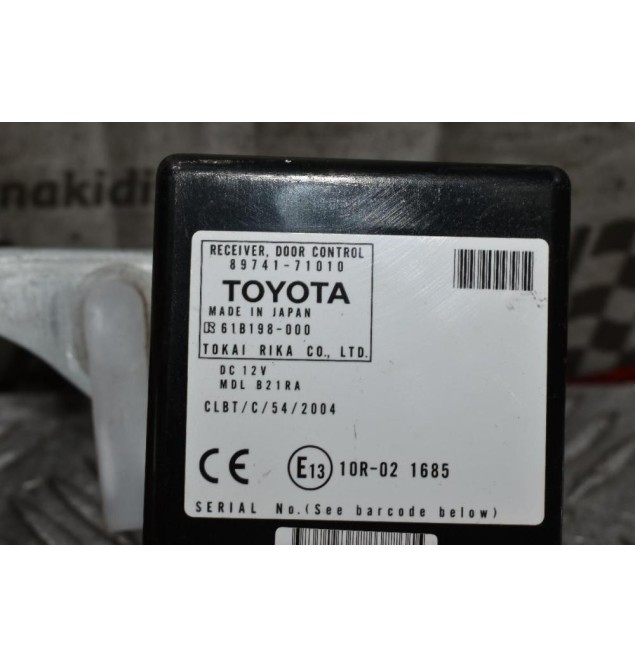 nakidi
RECEIVER, DOOR CONTROL
89741-71010
TOYOTA
MADE IN JAPAN
R 61B198-000
TOKAI RIKA CO., LTD.
DC 12V
MDL B21RA
CLBT/C/54/2004
CE E13 10R-02 1685
SERIAL No.(See barcode below)